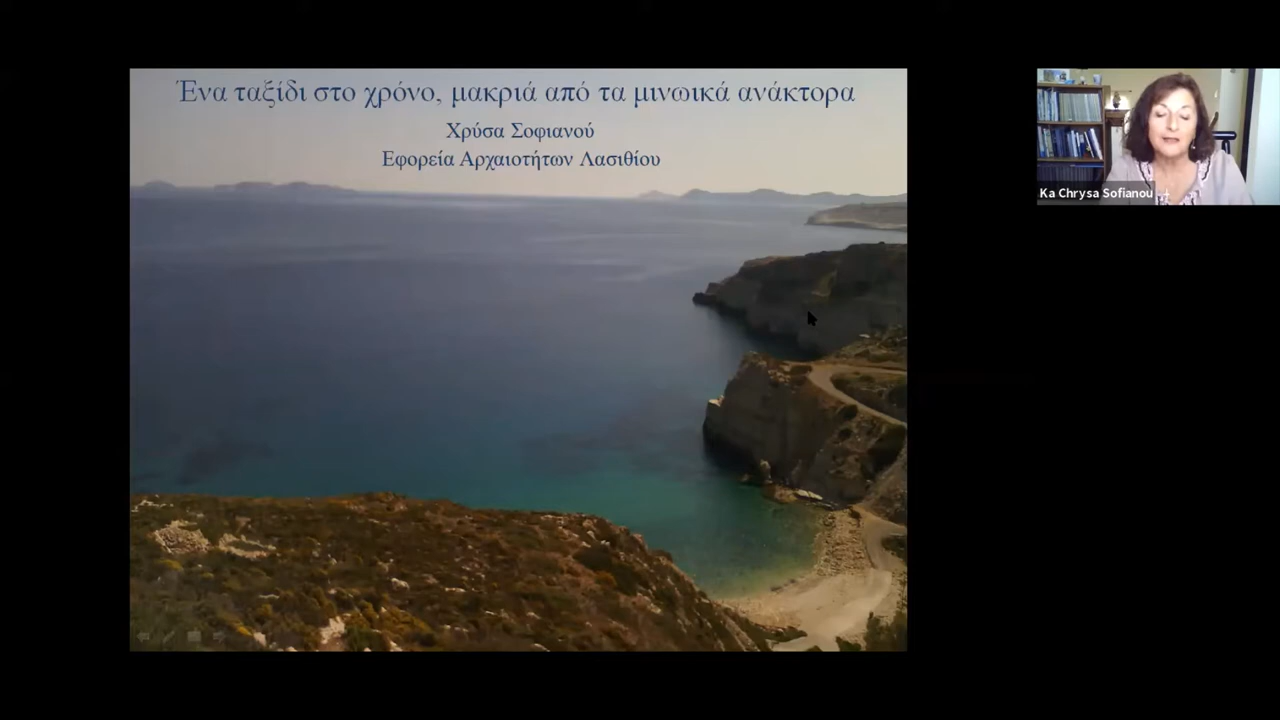 Ένα ταξίδι στο χρόνο, μακριά από τα μινωικά ανάκτορα
Χρύσα Σοφιανού
Εφορεία Αρχαιοτήτων Λασιθίου
Ka Chrysa Sofianou